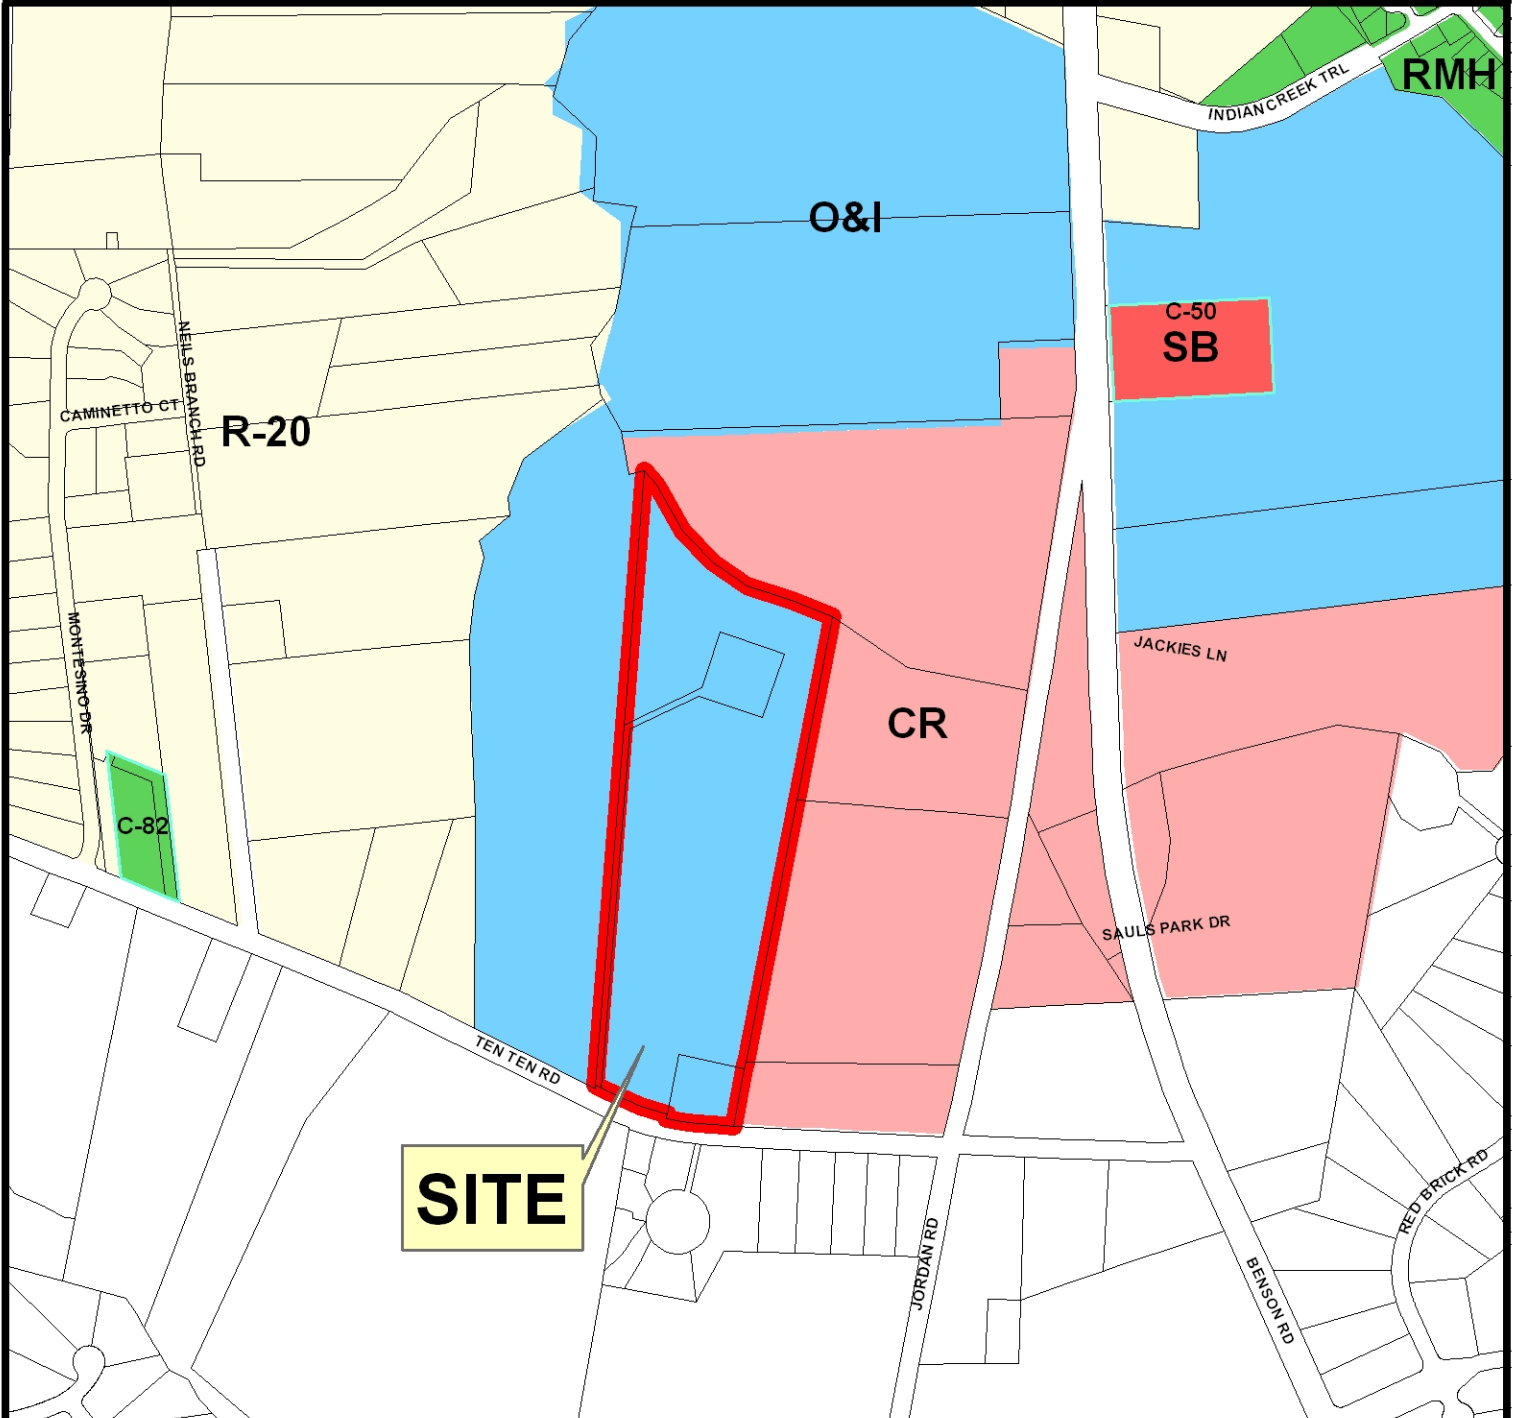 RMH
INDIAN CREEK TRL
O&I
C-50
SB
NEILS BRANCH RD
CAMINETTO CT
R-20
MONTESINO DR
JACKIES LN
CR
C-82
SAULS PARK DR
TEN TEN RD
SITE
RED BRICK RD
JORDAN RD
BENSON RD